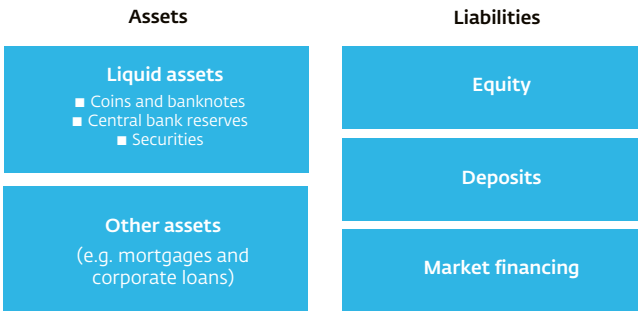 Assets
Liquid assets
■ Coins and banknotes
■ Central bank reserves
■ Securities
Other assets
(e.g. mortgages and
corporate loans)
Liabilities
Equity
Deposits
Market financing